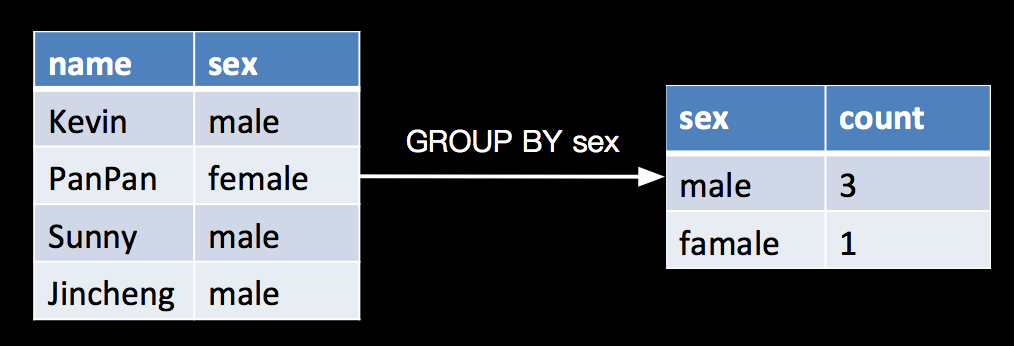 name sex
Kevin male
PanPan female
Sunny male
Jincheng male
GROUP BY sex
sex count
male 3
famale 1